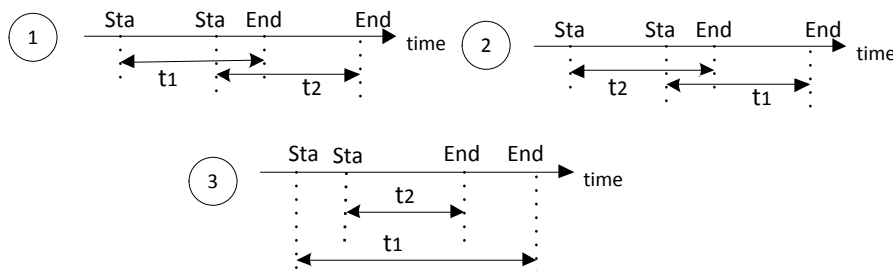 1 Sta Sta End End time
t1 t2
2 Sta Sta End End time
t2 t1
3 Sta Sta End End time
t2
t1